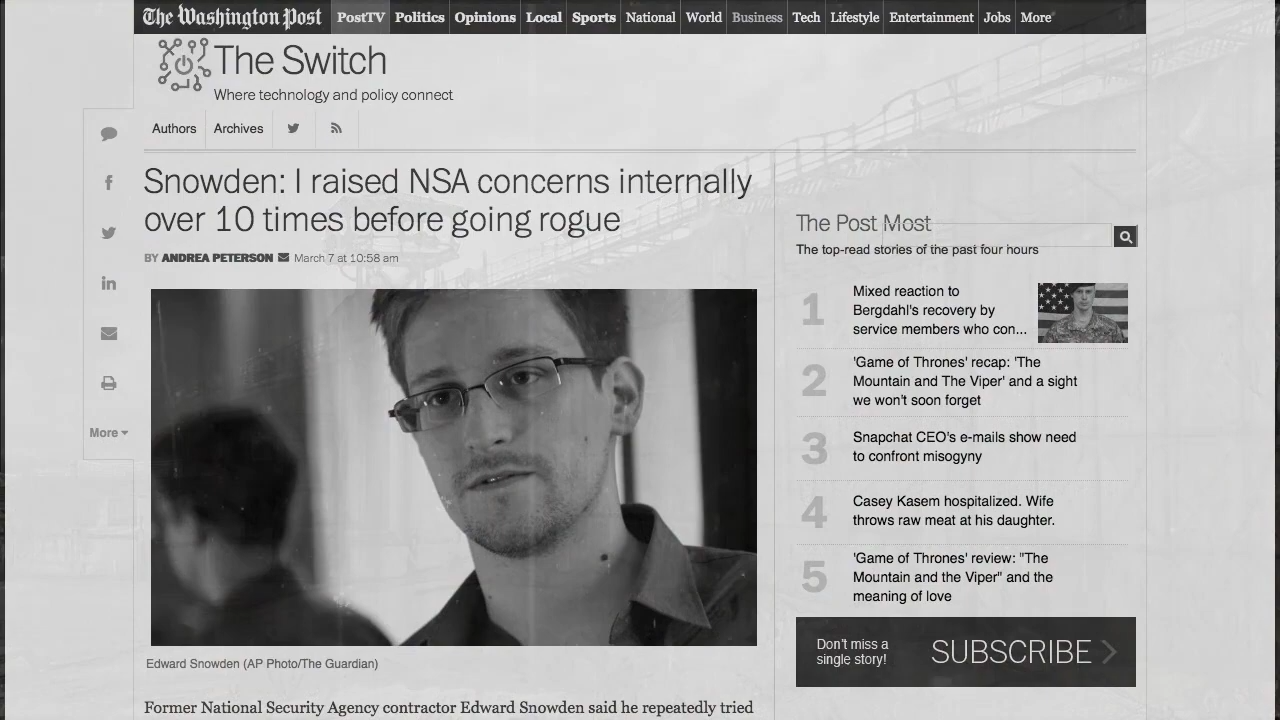 The Washington Post PostTV Politics Opinions Local Sports National World Business Tech Lifestyle Entertainment Jobs More
The Switch
Where technology and policy connect
Authors Archives
Snowden: I raised NSA concerns internally
over 10 times before going rogue
BY ANDREA PETERSON March 7 at 10:58 am
More
Edward Snowden (AP Photo/The Guardian)
Former National Security Agency contractor Edward Snowden said he repeatedly tried
The Post Most
The top-read stories of the past four hours
1
Mixed reaction to
Bergdahl's recovery by
service members who con...
2
'Game of Thrones' recap: 'The
Mountain and The Viper' and a sight
we won't soon forget
3
Snapchat CEO's e-mails show need
to confront misogyny
4
Casey Kasem hospitalized. Wife
throws raw meat at his daughter.
5
'Game of Thrones' review: "The
Mountain and the Viper" and the
meaning of love
Don't miss a
single story!
SUBSCRIBE